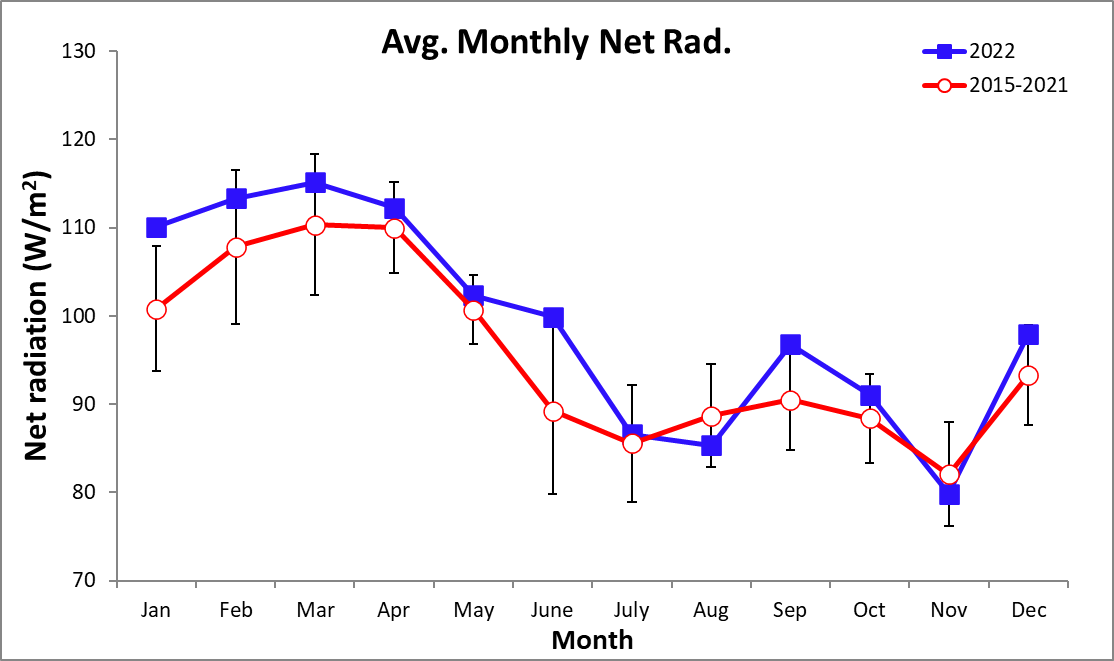 Avg. Monthly Net Rad.
2022
2015-2021
Net radiation (W/m²)
130
120
110
100
90
80
70
Jan Feb Mar Apr May June July Aug Sep Oct Nov Dec
Month